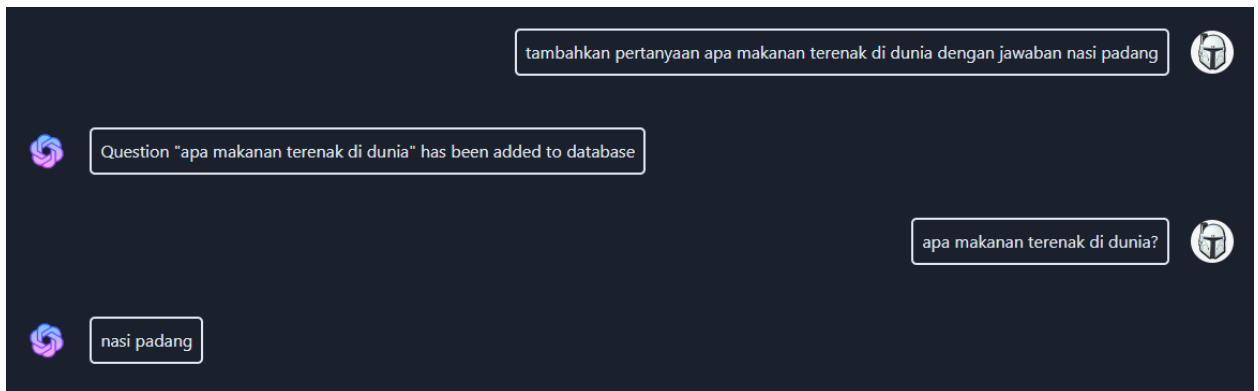 tambahkan pertanyaan apa makanan terenak di dunia dengan jawaban nasi padang
Question "apa makanan terenak di dunia" has been added to database
apa makanan terenak di dunia?
nasi padang